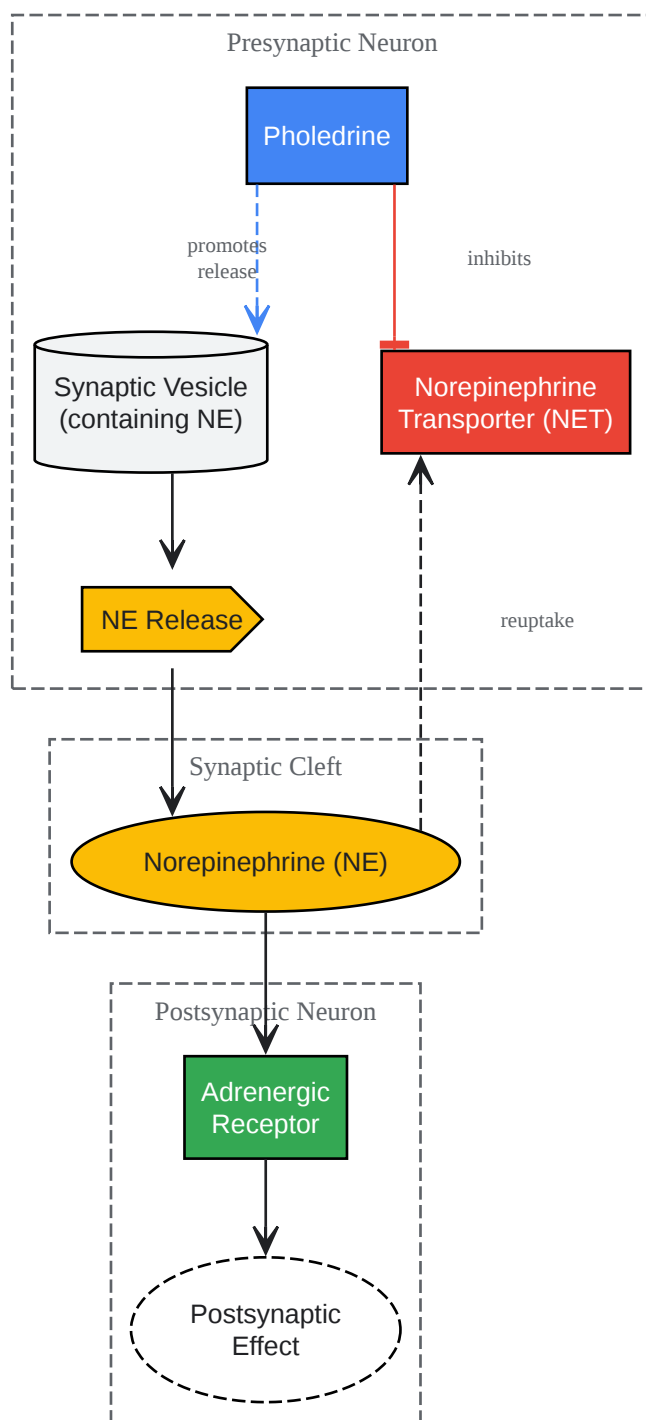 Presynaptic Neuron
Pholedrine
promotes
release
inhibits
Synaptic Vesicle
(containing NE)
Norepinephrine
Transporter (NET)
NE Release
reuptake
Synaptic Cleft
Norepinephrine (NE)
Postsynaptic Neuron
Adrenergic
Receptor
Postsynaptic
Effect